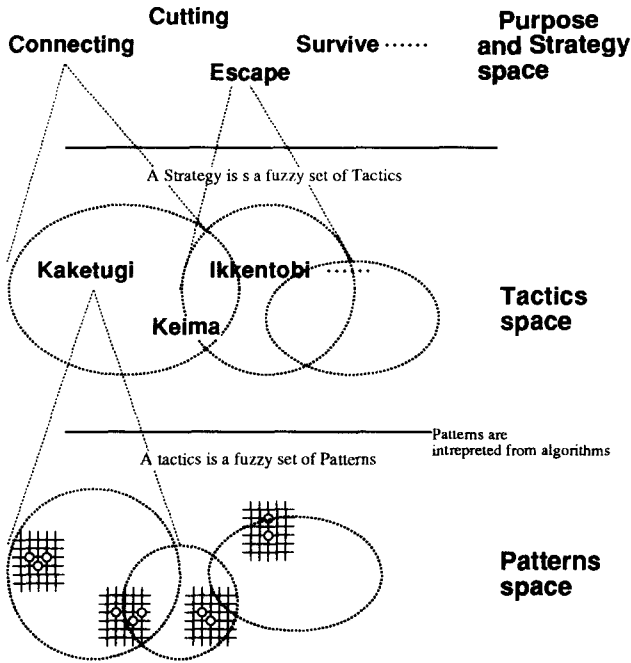 Cutting
Connecting
Survive ······
Escape
Purpose
and Strategy
space
A Strategy is s a fuzzy set of Tactics
Kaketugi
Ikkentobi ······
Keima
Tactics
space
Patterns are
intrepreted from algorithms
A tactics is a fuzzy set of Patterns
Patterns
space